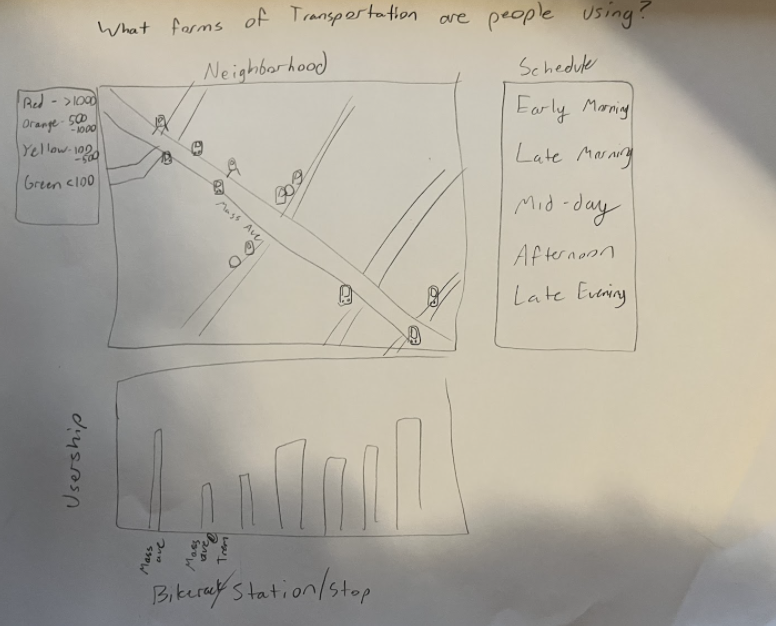 What forms of Transportation are people using?
Neighborhood
Schedule
Red - >1000
Orange - 500
-1000
Yellow - 100
-500
Green <100
Mass Ave
Early Morning
Late Morning
Mid-day
Afternoon
Late Evening
Usership
Mass
ave
Mass
ave
Tram
Bikerack/Station/Stop